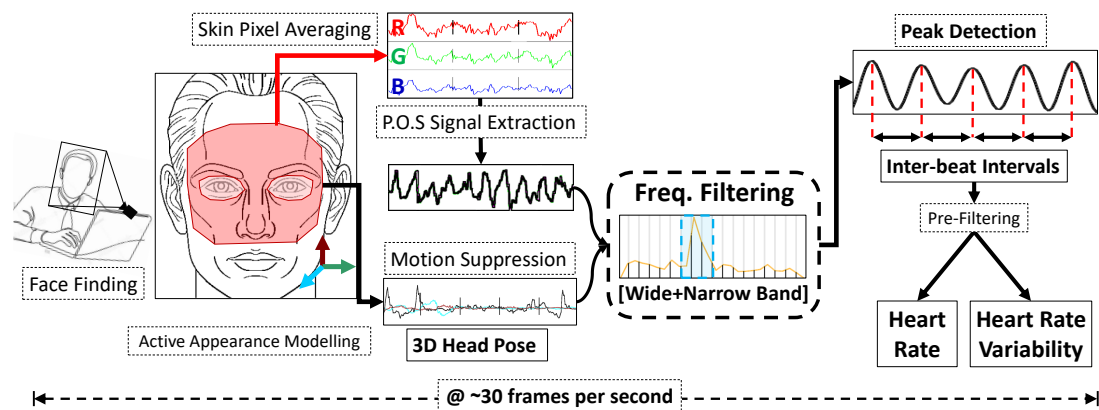 Skin Pixel Averaging
R
G
B
P.O.S Signal Extraction
Face Finding
Active Appearance Modelling
Motion Suppression
3D Head Pose
Freq. Filtering
[Wide+Narrow Band]
Peak Detection
Inter-beat Intervals
Pre-Filtering
Heart
Rate
Heart Rate
Variability
@ ~30 frames per second